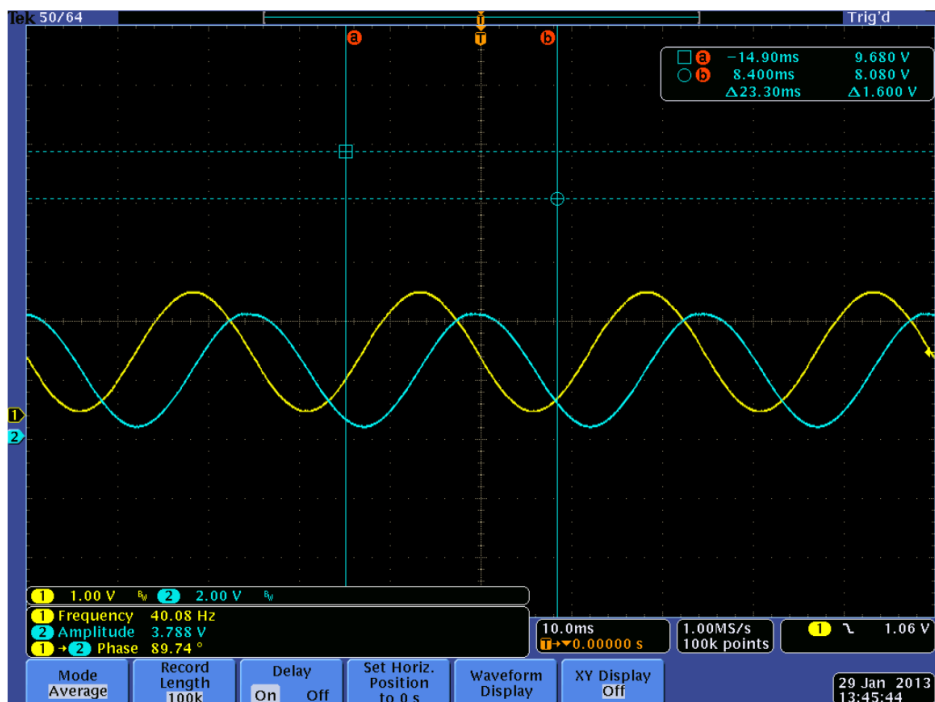 Tek 50/64 Trig'd
a b
T
T
a −14.90ms 9.680 V
b 8.400ms 8.080 V
Δ23.30ms Δ1.600 V
1
2
1 1.00 V BW 2 2.00 V BW
1 Frequency 40.08 Hz
2 Amplitude 3.788 V
1 → 2 Phase 89.74 °
10.0ms
T→▼0.00000 s
1.00MS/s
100k points
1 1.06 V
Mode
Average
Record
Length
100k
Delay
On Off
Set Horiz.
Position
to 0 s
Waveform
Display
XY Display
Off
29 Jan 2013
13:45:44